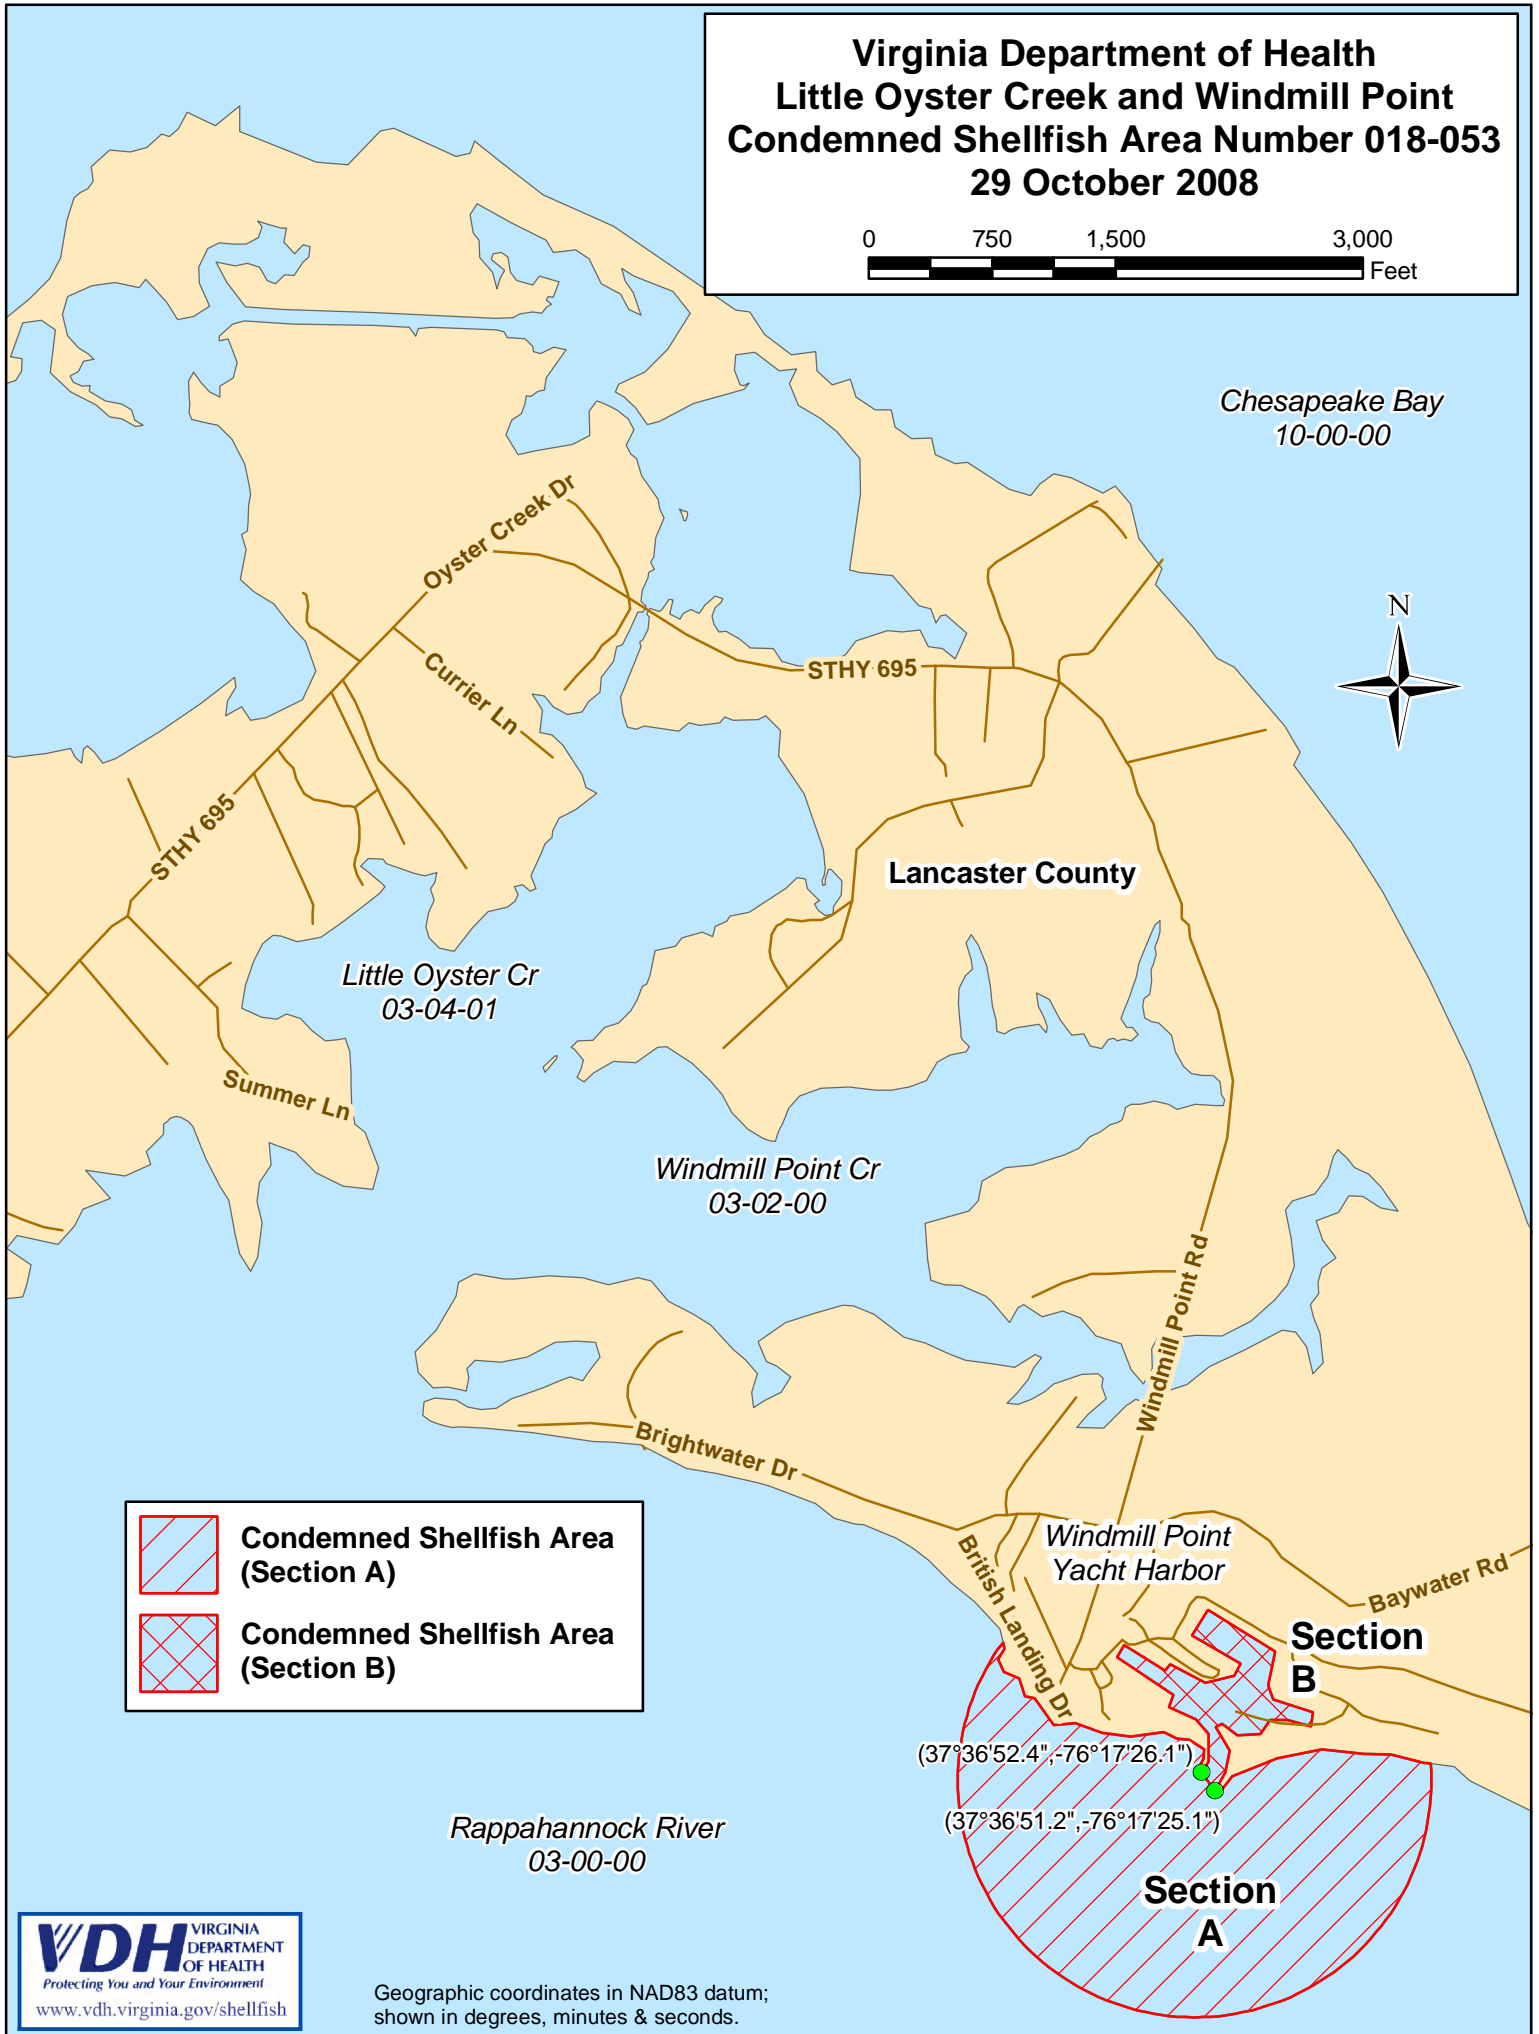 Virginia Department of Health
Little Oyster Creek and Windmill Point
Condemned Shellfish Area Number 018-053
29 October 2008
0 750 1,500 3,000
Feet
Chesapeake Bay
10-00-00
N
Oyster Creek Dr
Currier Ln
STHY 695
STHY 695
Lancaster County
Little Oyster Cr
03-04-01
Summer Ln
Windmill Point Cr
03-02-00
Windmill Point Rd
Brightwater Dr
Condemned Shellfish Area
(Section A)
Condemned Shellfish Area
(Section B)
British Landing Dr
Windmill Point
Yacht Harbor
Baywater Rd
Section
B
(37°36'52.4",-76°17'26.1")
(37°36'51.2",-76°17'25.1")
Rappahannock River
03-00-00
Section
A
VDH
VIRGINIA
DEPARTMENT
OF HEALTH
Protecting You and Your Environment
www.vdh.virginia.gov/shellfish
Geographic coordinates in NAD83 datum;
shown in degrees, minutes & seconds.